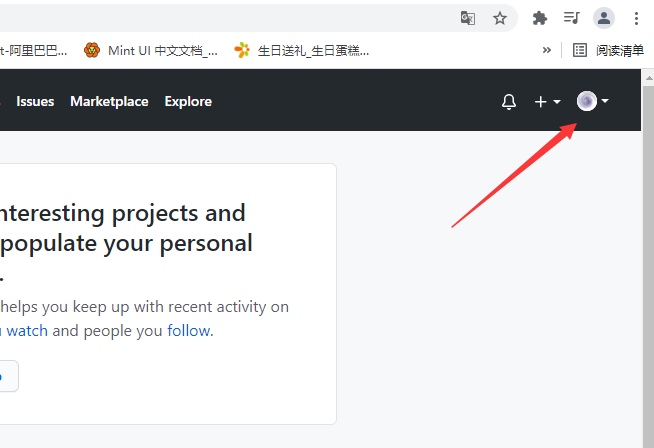 t-阿里巴巴... Mint UI 中文文档_... 生日送礼_生日蛋糕... » 阅读清单
Issues Marketplace Explore
nteresting projects and
populate your personal
.
helps you keep up with recent activity on
watch and people you follow.